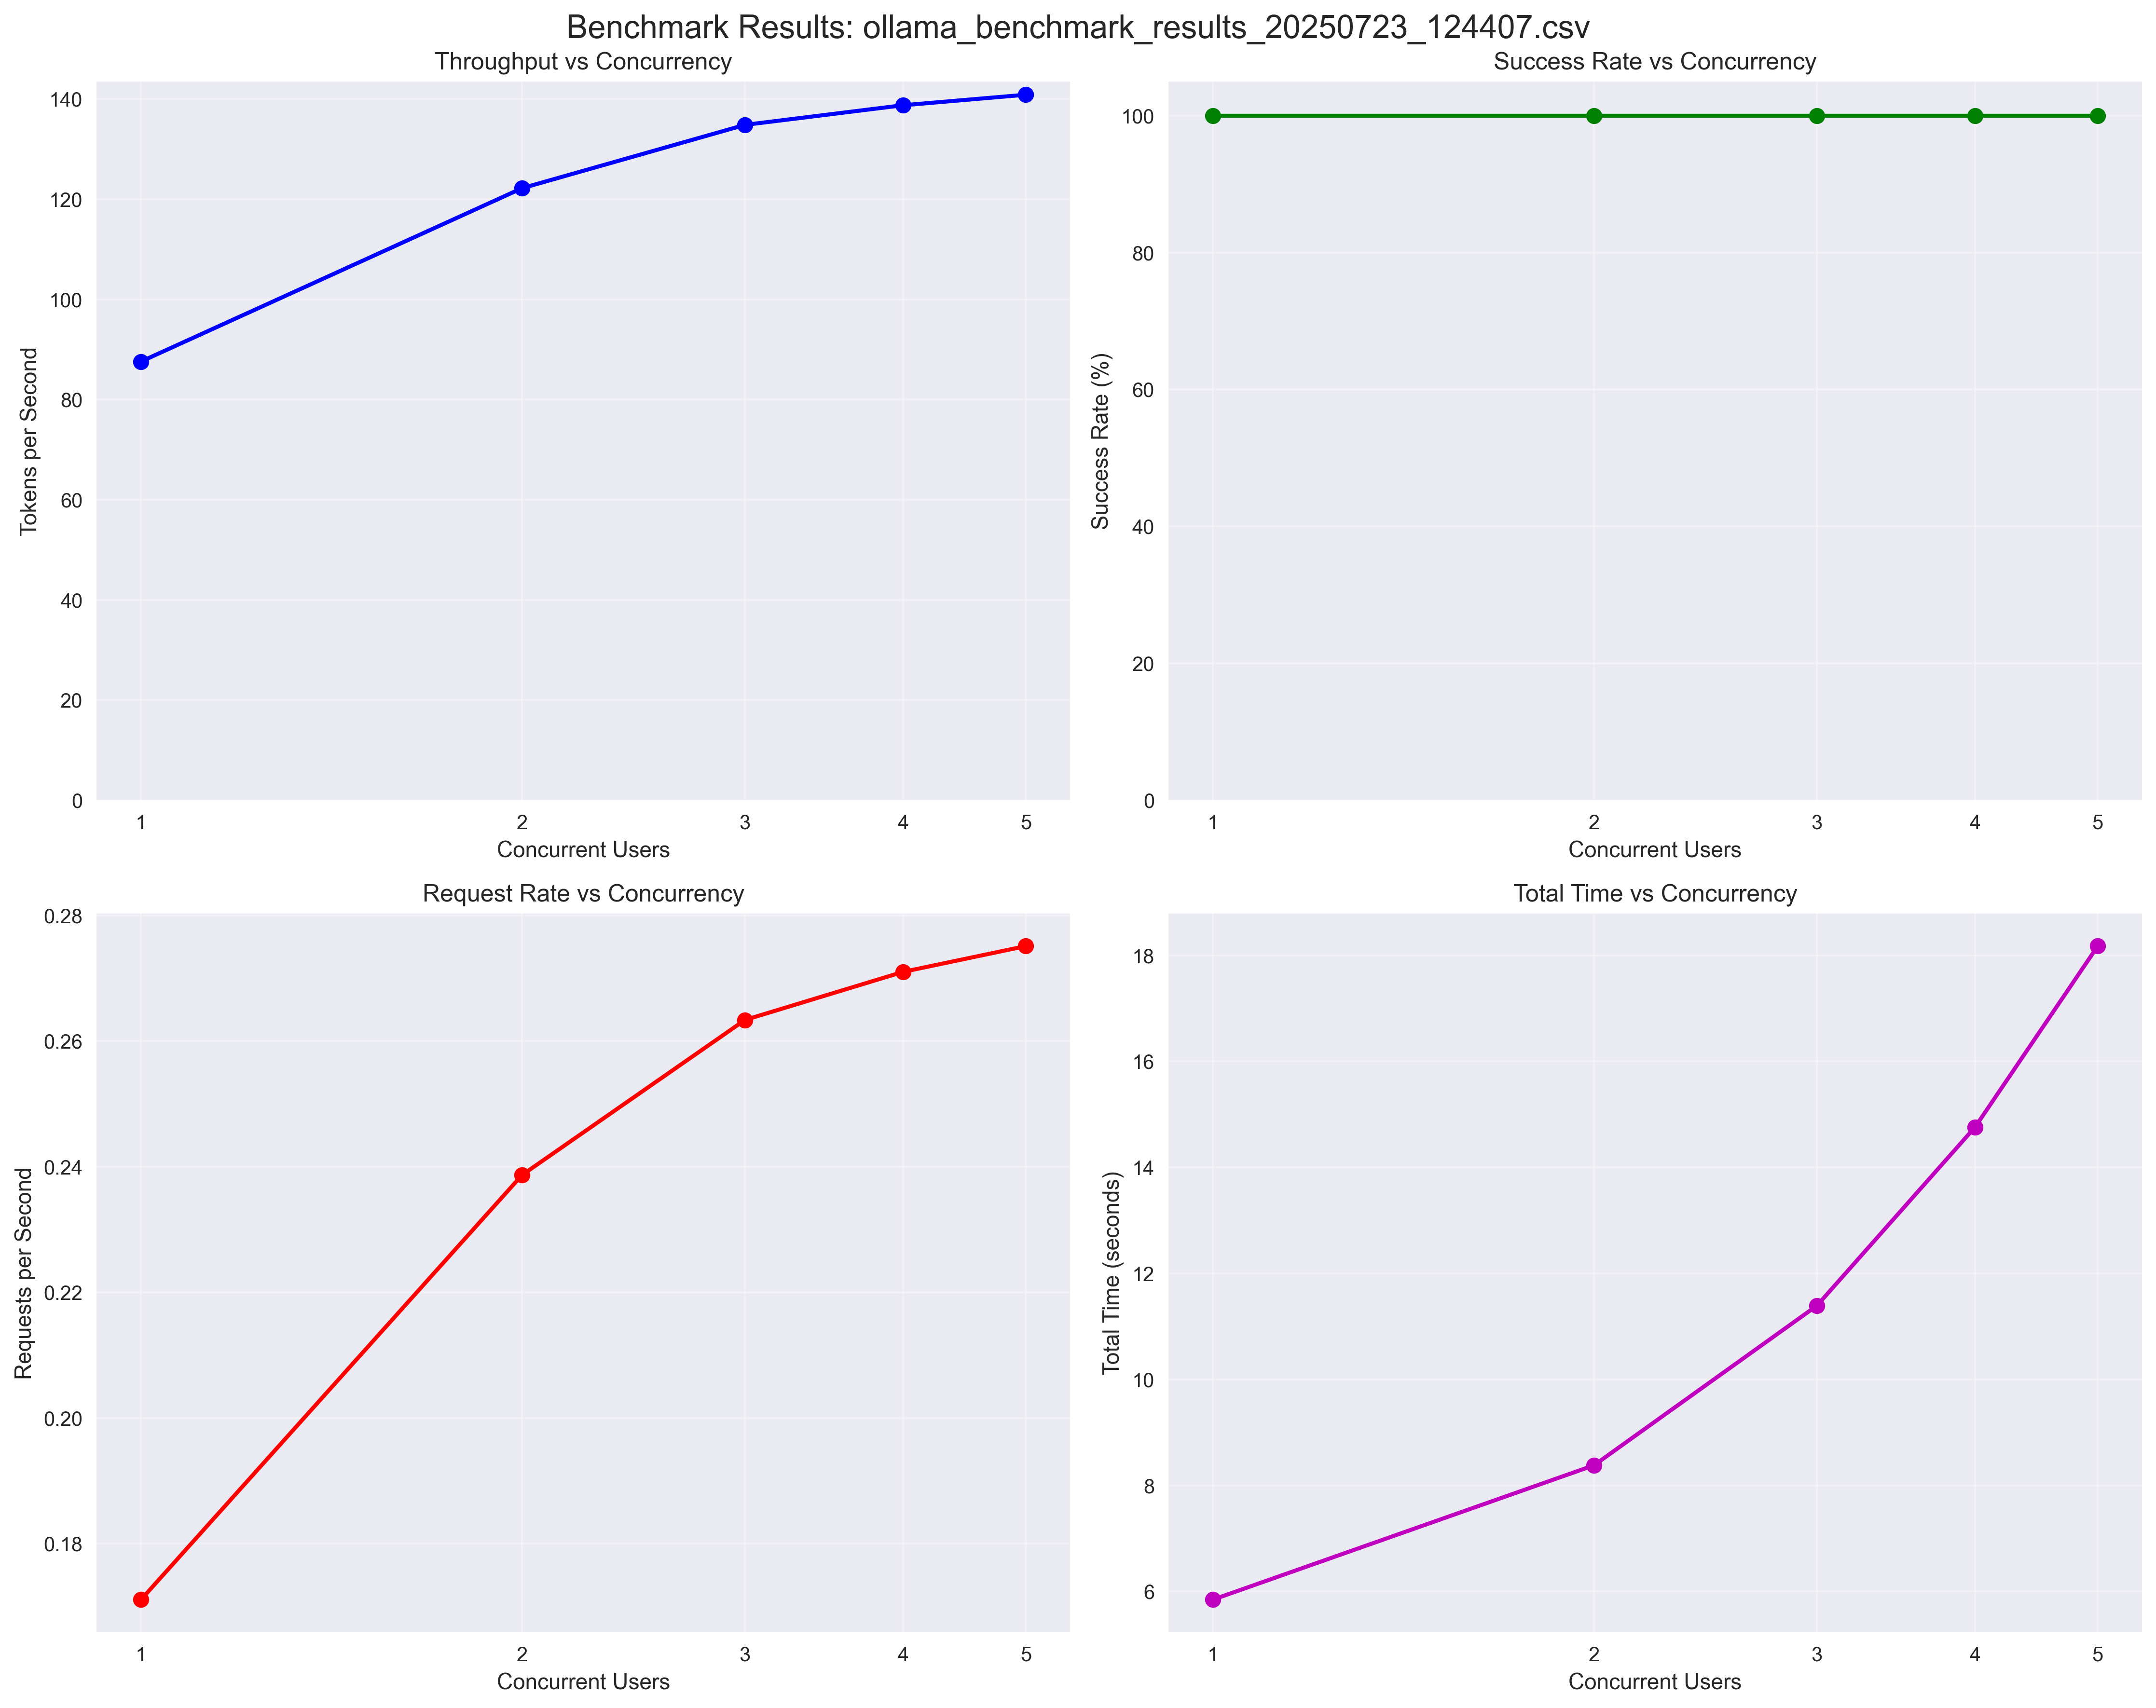 Benchmark Results: ollama_benchmark_results_20250723_124407.csv
Throughput vs Concurrency
Tokens per Second
140
120
100
80
60
40
20
0
1 2 3 4 5
Concurrent Users
Success Rate vs Concurrency
Success Rate (%)
100
80
60
40
20
0
1 2 3 4 5
Concurrent Users
Request Rate vs Concurrency
Requests per Second
0.28
0.26
0.24
0.22
0.20
0.18
1 2 3 4 5
Concurrent Users
Total Time vs Concurrency
Total Time (seconds)
18
16
14
12
10
8
6
1 2 3 4 5
Concurrent Users